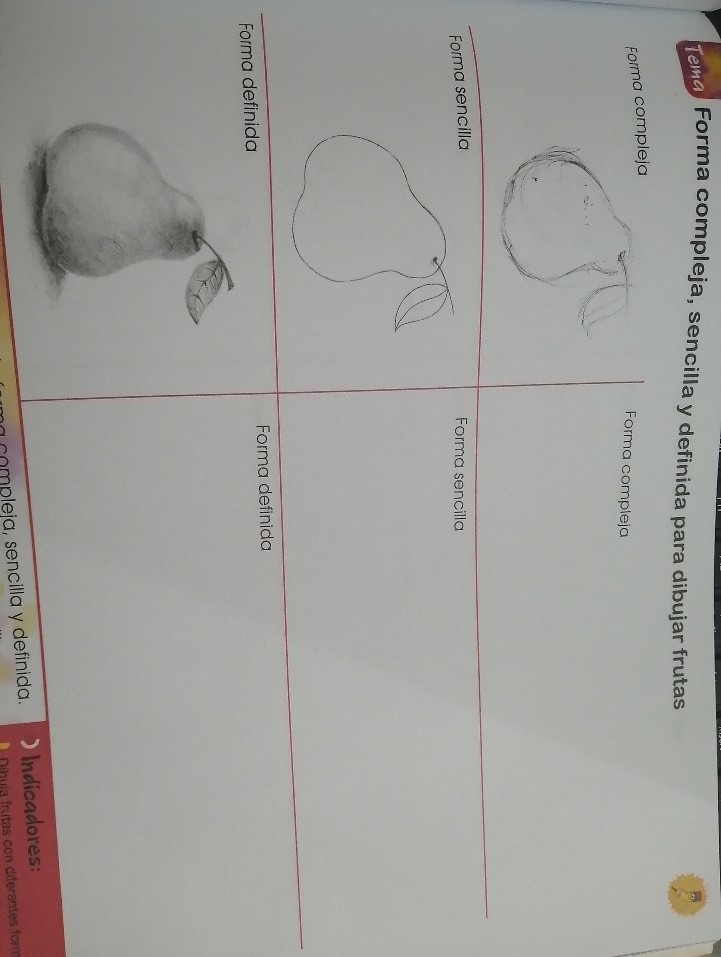 Tema
Forma compleja, sencilla y definida para dibujar frutas
Forma compleja
Forma compleja
Forma sencilla
Forma sencilla
Forma definida
Forma definida
compleja, sencilla y definida.
Indicadores:
Dibuja frutas con diferentes